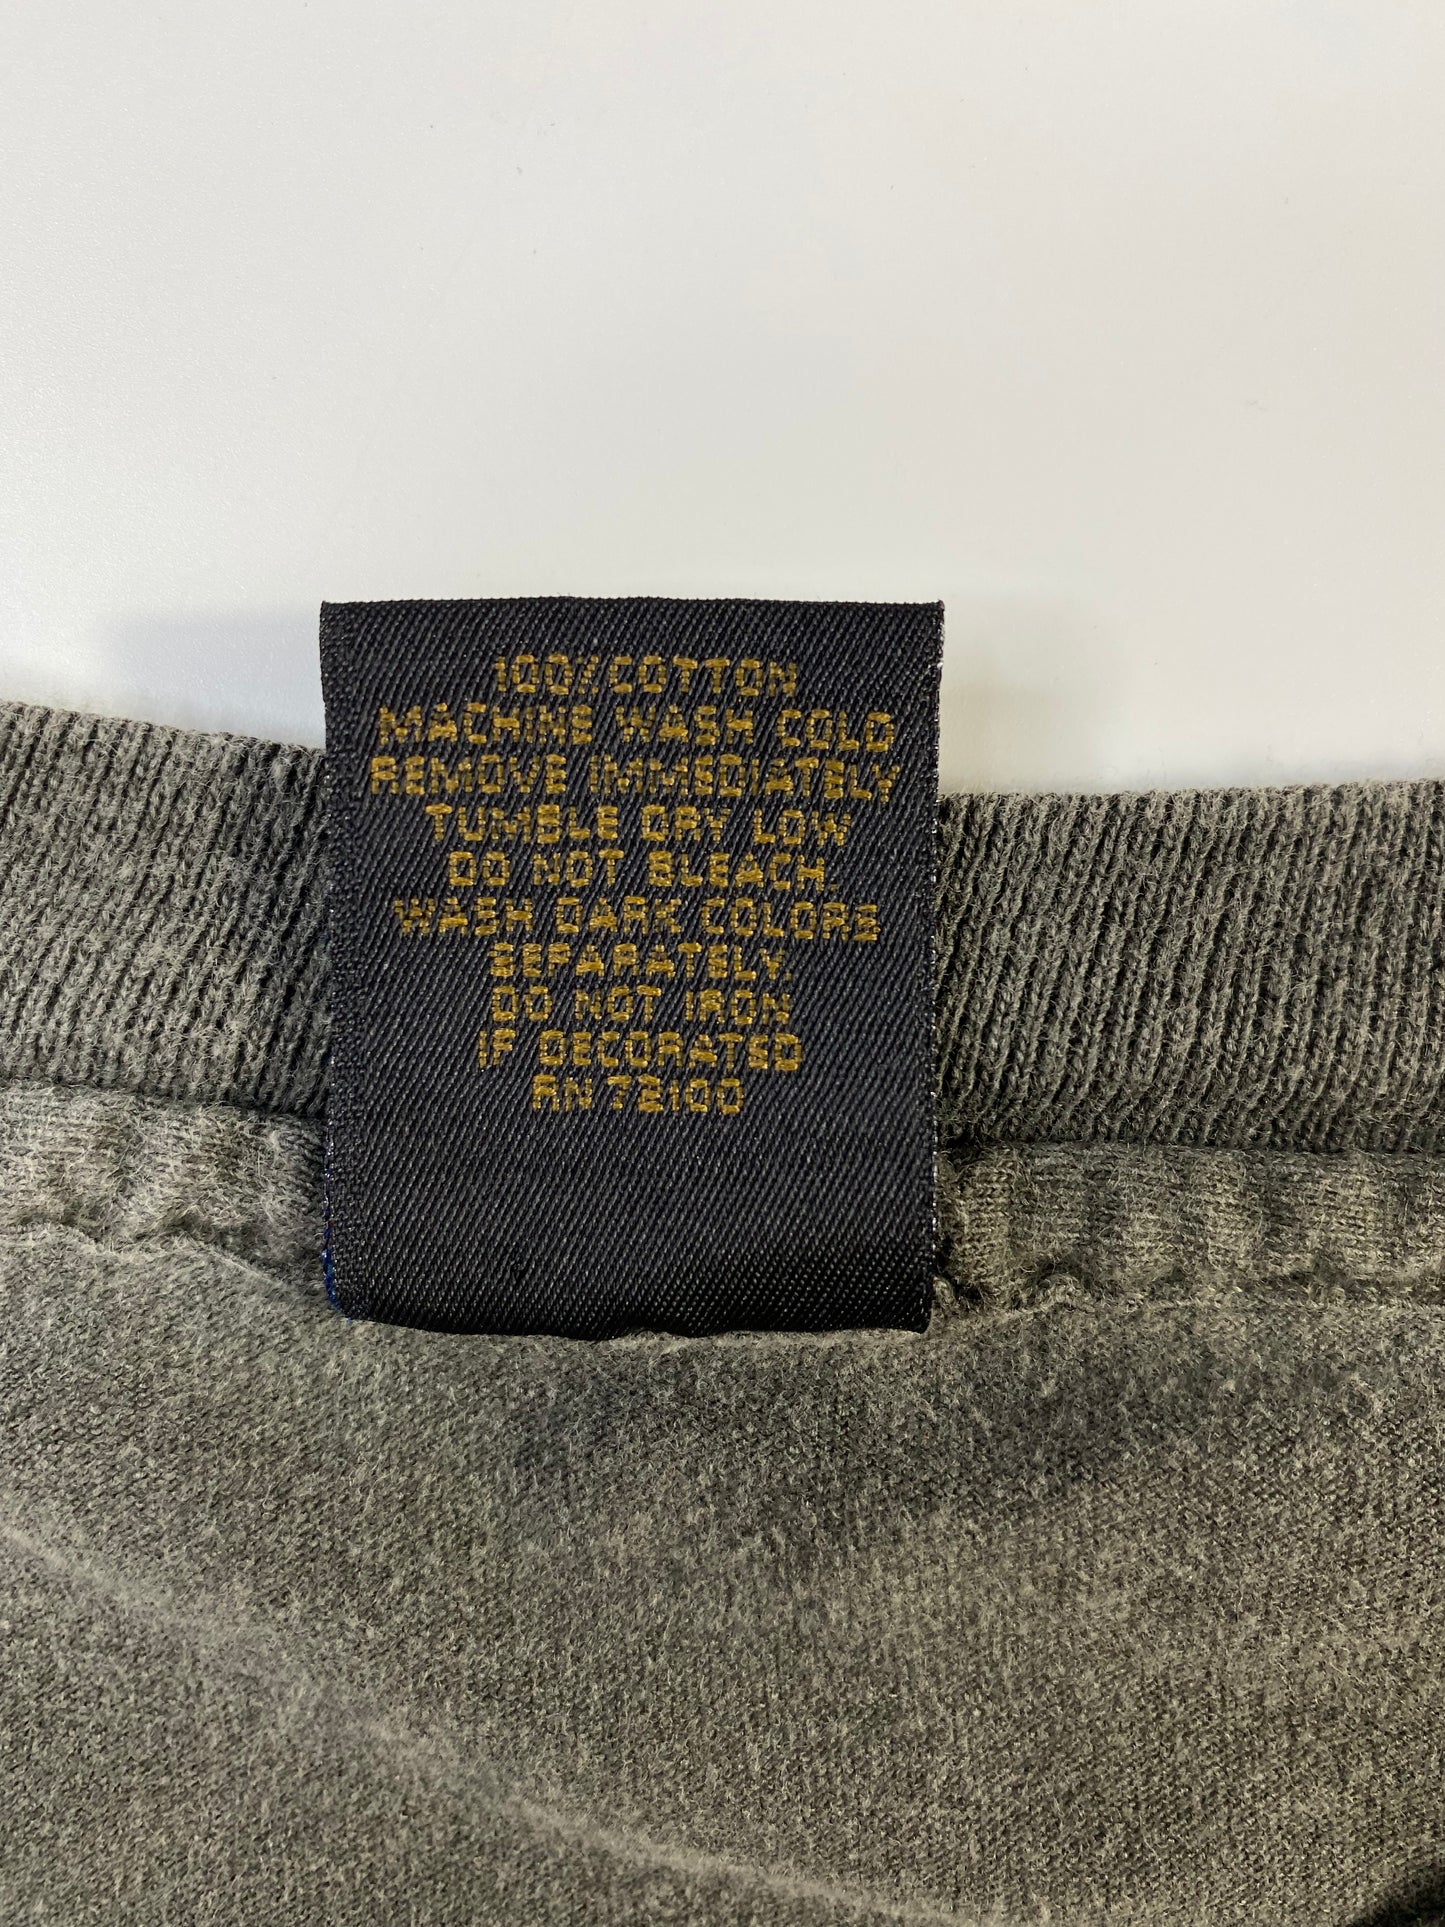 100% COTTON
MACHINE WASH COLD
REMOVE IMMEDIATELY
TUMBLE DRY LOW
DO NOT BLEACH.
WASH DARK COLORS
SEPARATELY.
DO NOT IRON
IF DECORATED
RN 72100